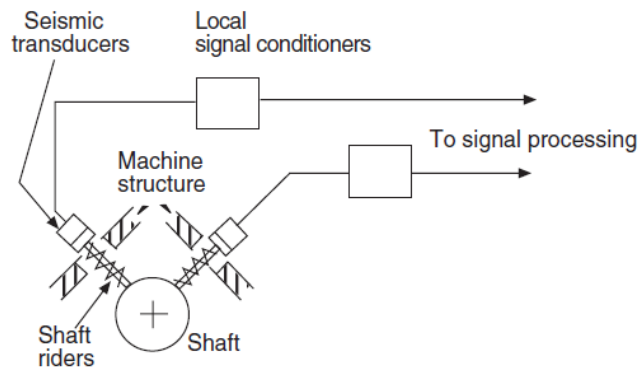 Seismic
transducers
Local
signal conditioners
To signal processing
Machine
structure
Shaft
riders
Shaft